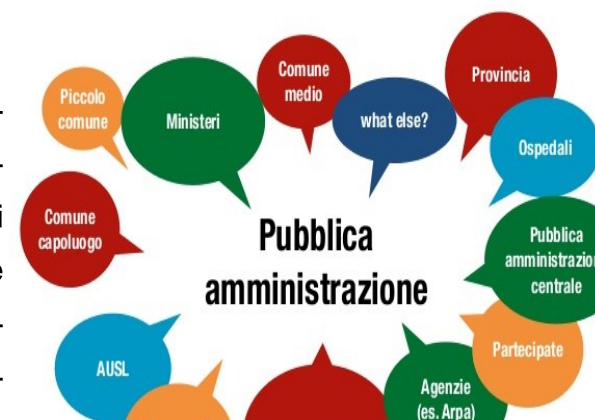 Comune
medio
Provincia
Piccolo
comune
Ministeri
what else?
Ospedali
Comune
capoluogo
Pubblica
amministrazione
Pubblica
centrale
Partecipate
AUSL
Agenzie
(es. Arpa)